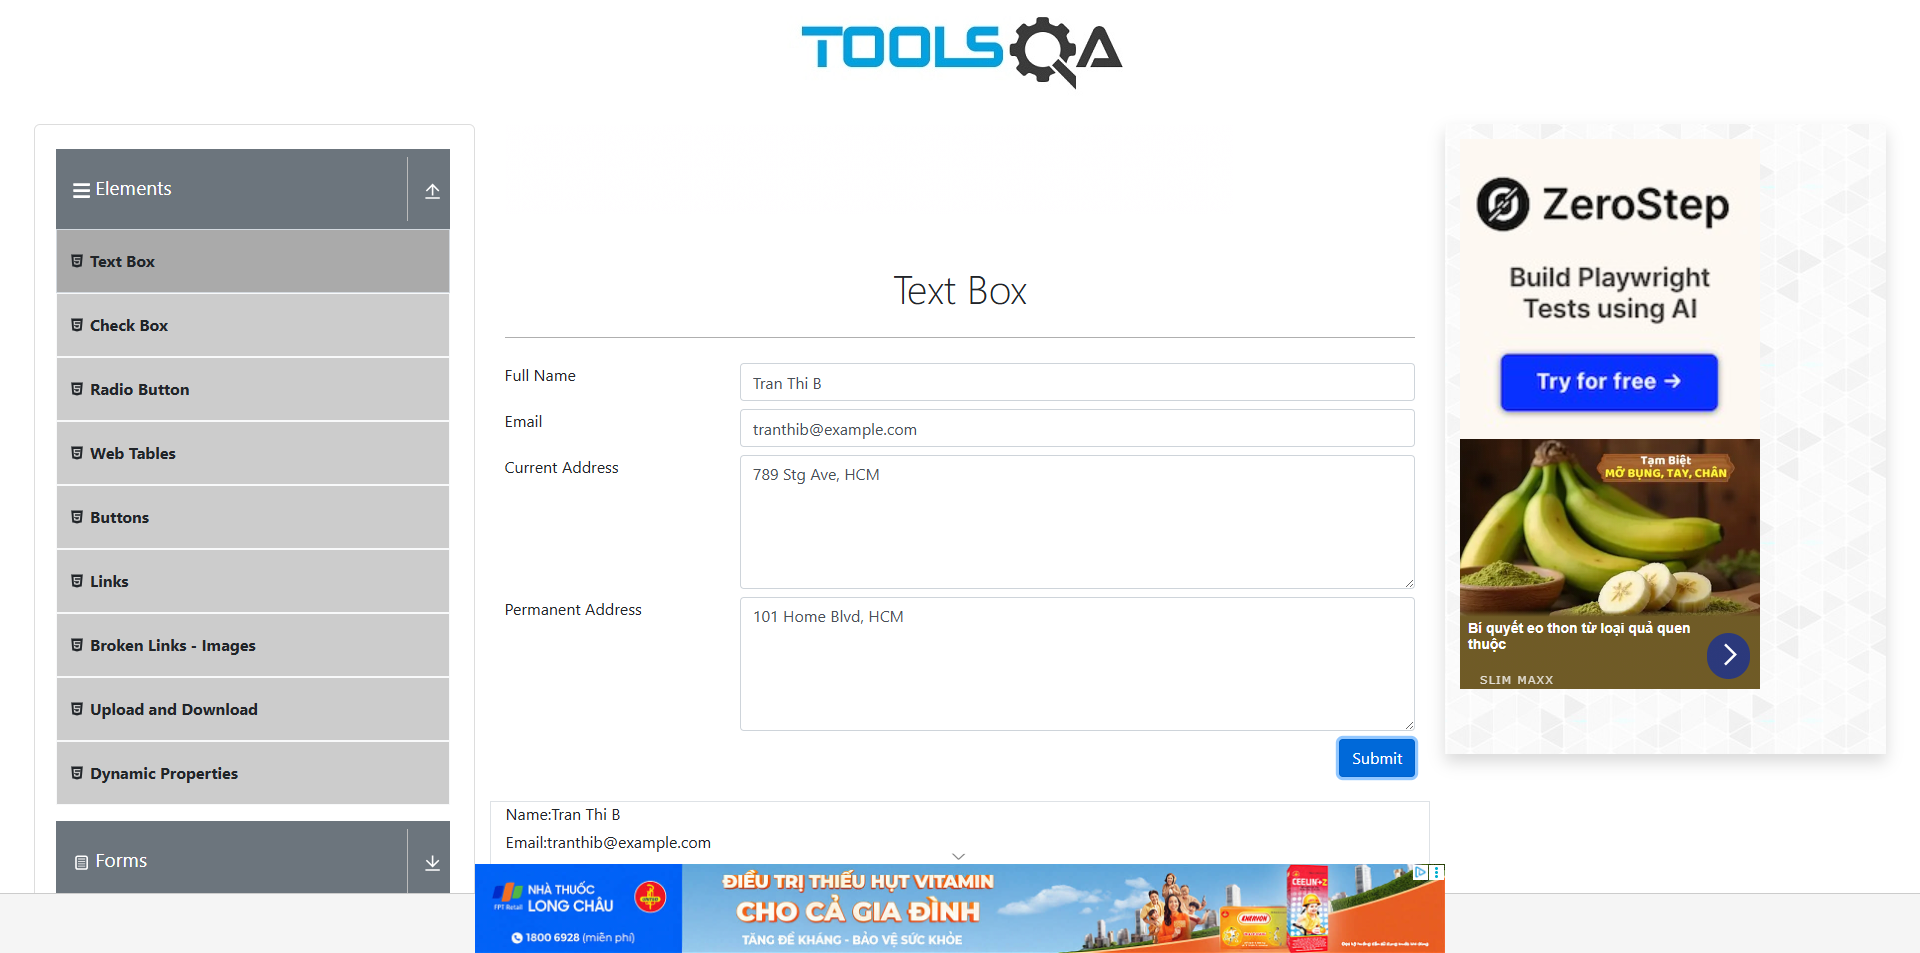 TOOLSQA
Elements
Text Box
Check Box
Radio Button
Web Tables
Buttons
Links
Broken Links - Images
Upload and Download
Dynamic Properties
Forms
Text Box
Full Name
Tran Thi B
Email
tranthib@example.com
Current Address
789 Stg Ave, HCM
Permanent Address
101 Home Blvd, HCM
Submit
Name:Tran Thi B
Email:tranthib@example.com
ZeroStep
Build Playwright
Tests using AI
Try for free →
Tạm Biệt
MỠ BỤNG, TAY, CHÂN
Bí quyết eo thon từ loại quả quen
thuộc
SLIM MAXX
FPT Retail
NHÀ THUỐC
LONG CHÂU
1800 6928 (miễn phí)
ĐIỀU TRỊ THIẾU HỤT VITAMIN
CHO CẢ GIA ĐÌNH
TĂNG ĐỀ KHÁNG - BẢO VỆ SỨC KHỎE
ENERVON
CEELIN+Z